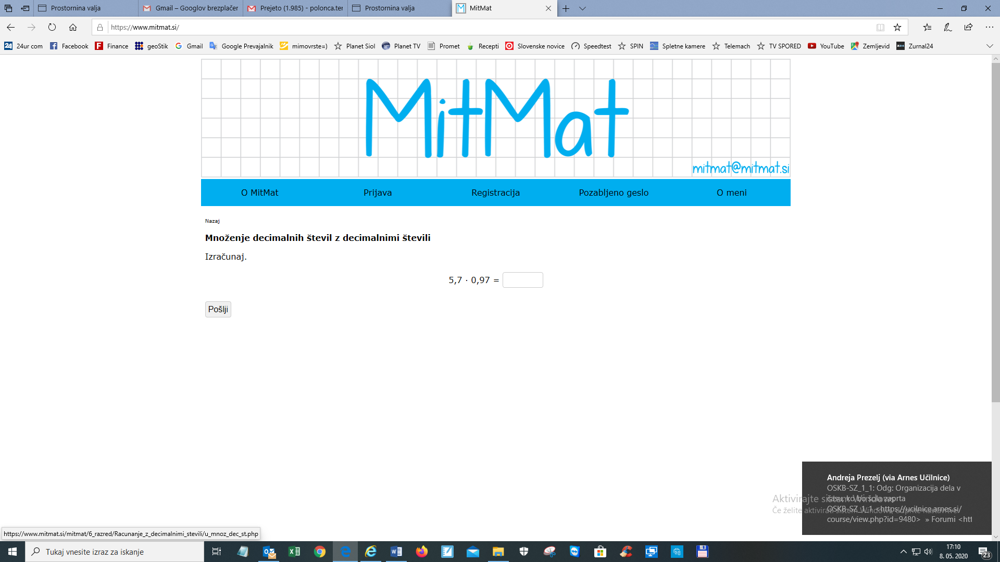 Prostornina valja
Gmail – Googlov brezplačer
Prejeto (1.985) - polonca.ter
Prostornina valja
MitMat
https://www.mitmat.si/
24ur com
Facebook
Finance
geoStik
Gmail
Google Prevajalnik
mimovrste=)
Planet Siol
Planet TV
Promet
Recepti
Slovenske novice
Speedtest
SPIN
Spletne kamere
Telemach
TV SPORED
YouTube
Zemljevid
Zurnal24
MitMat
mitmat@mitmat.si
O MitMat
Prijava
Registracija
Pozabljeno geslo
O meni
Nazaj
Množenje decimalnih števil z decimalnimi števili
Izračunaj.
5,7 · 0,97 =
Pošlji
Andreja Prezelj (via Arnes Učilnice)
OSKB-SZ_1_1: Odg: Organizacija dela v
času, ko bo šola zaprta
OSKB-SZ_1_1 <https://ucilnice.arnes.si/
course/view.php?id=9480> » Forumi <htt
Aktivirajte sistem Windows
Če želite aktivirati sistem Windows, odprite nastavitve.
https://www.mitmat.si/mitmat/6_razred/Racunanje_z_decimalnimi_stevili/u_mnoz_dec_st.php
Tukaj vnesite izraz za iskanje
17:10
8. 05. 2020
23